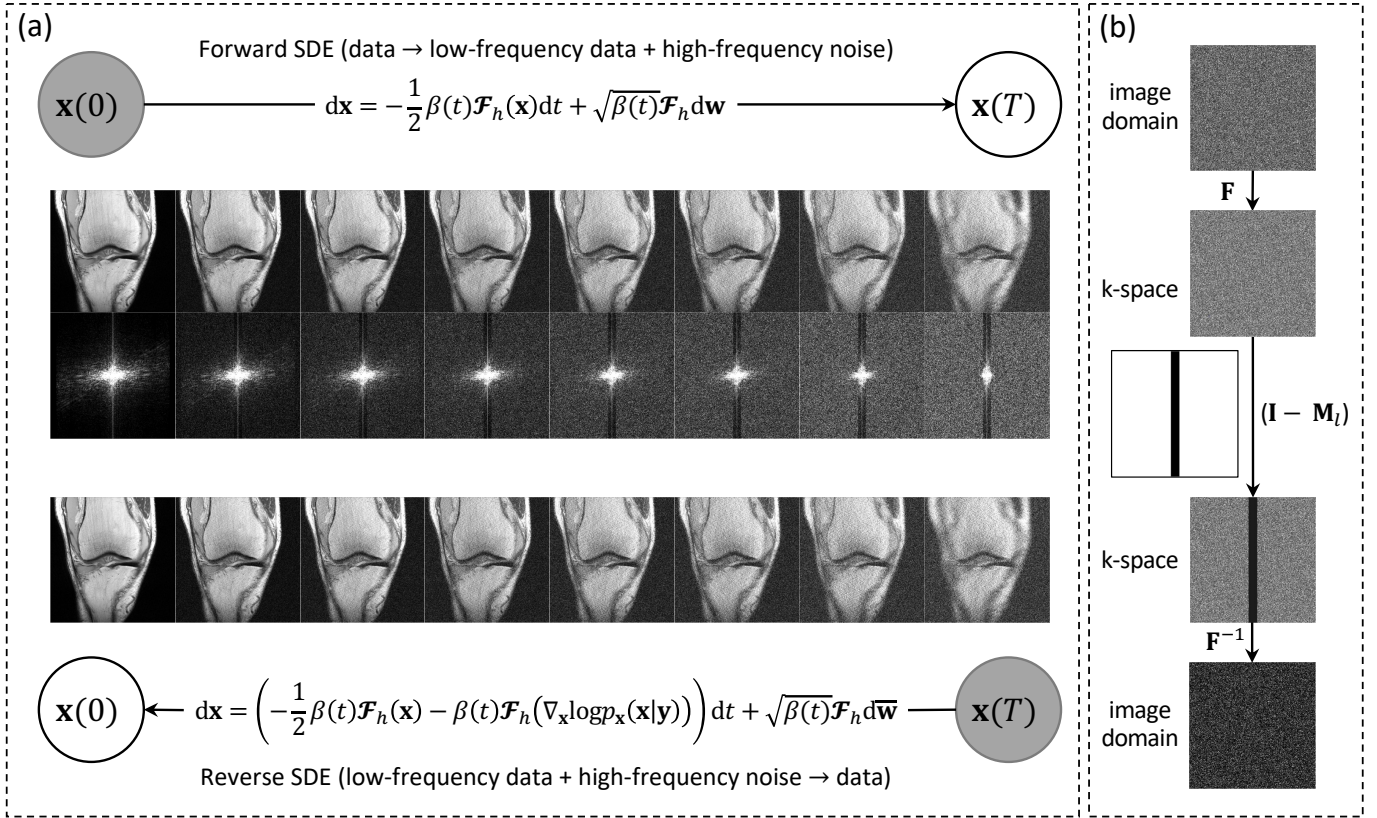 (a)
Forward SDE (data → low-frequency data + high-frequency noise)
x(0)
dx = −1/2 β(t)𝓕ₕ(x)dt + √β(t)𝓕ₕdw
x(T)
x(0)
dx = (−1/2 β(t)𝓕ₕ(x) − β(t)𝓕ₕ(∇ₓlogpₓ(x|y))) dt + √β(t)𝓕ₕdw̅
x(T)
Reverse SDE (low-frequency data + high-frequency noise → data)
(b)
image
domain
F
k-space
(I − Mₗ)
k-space
F⁻¹
image
domain